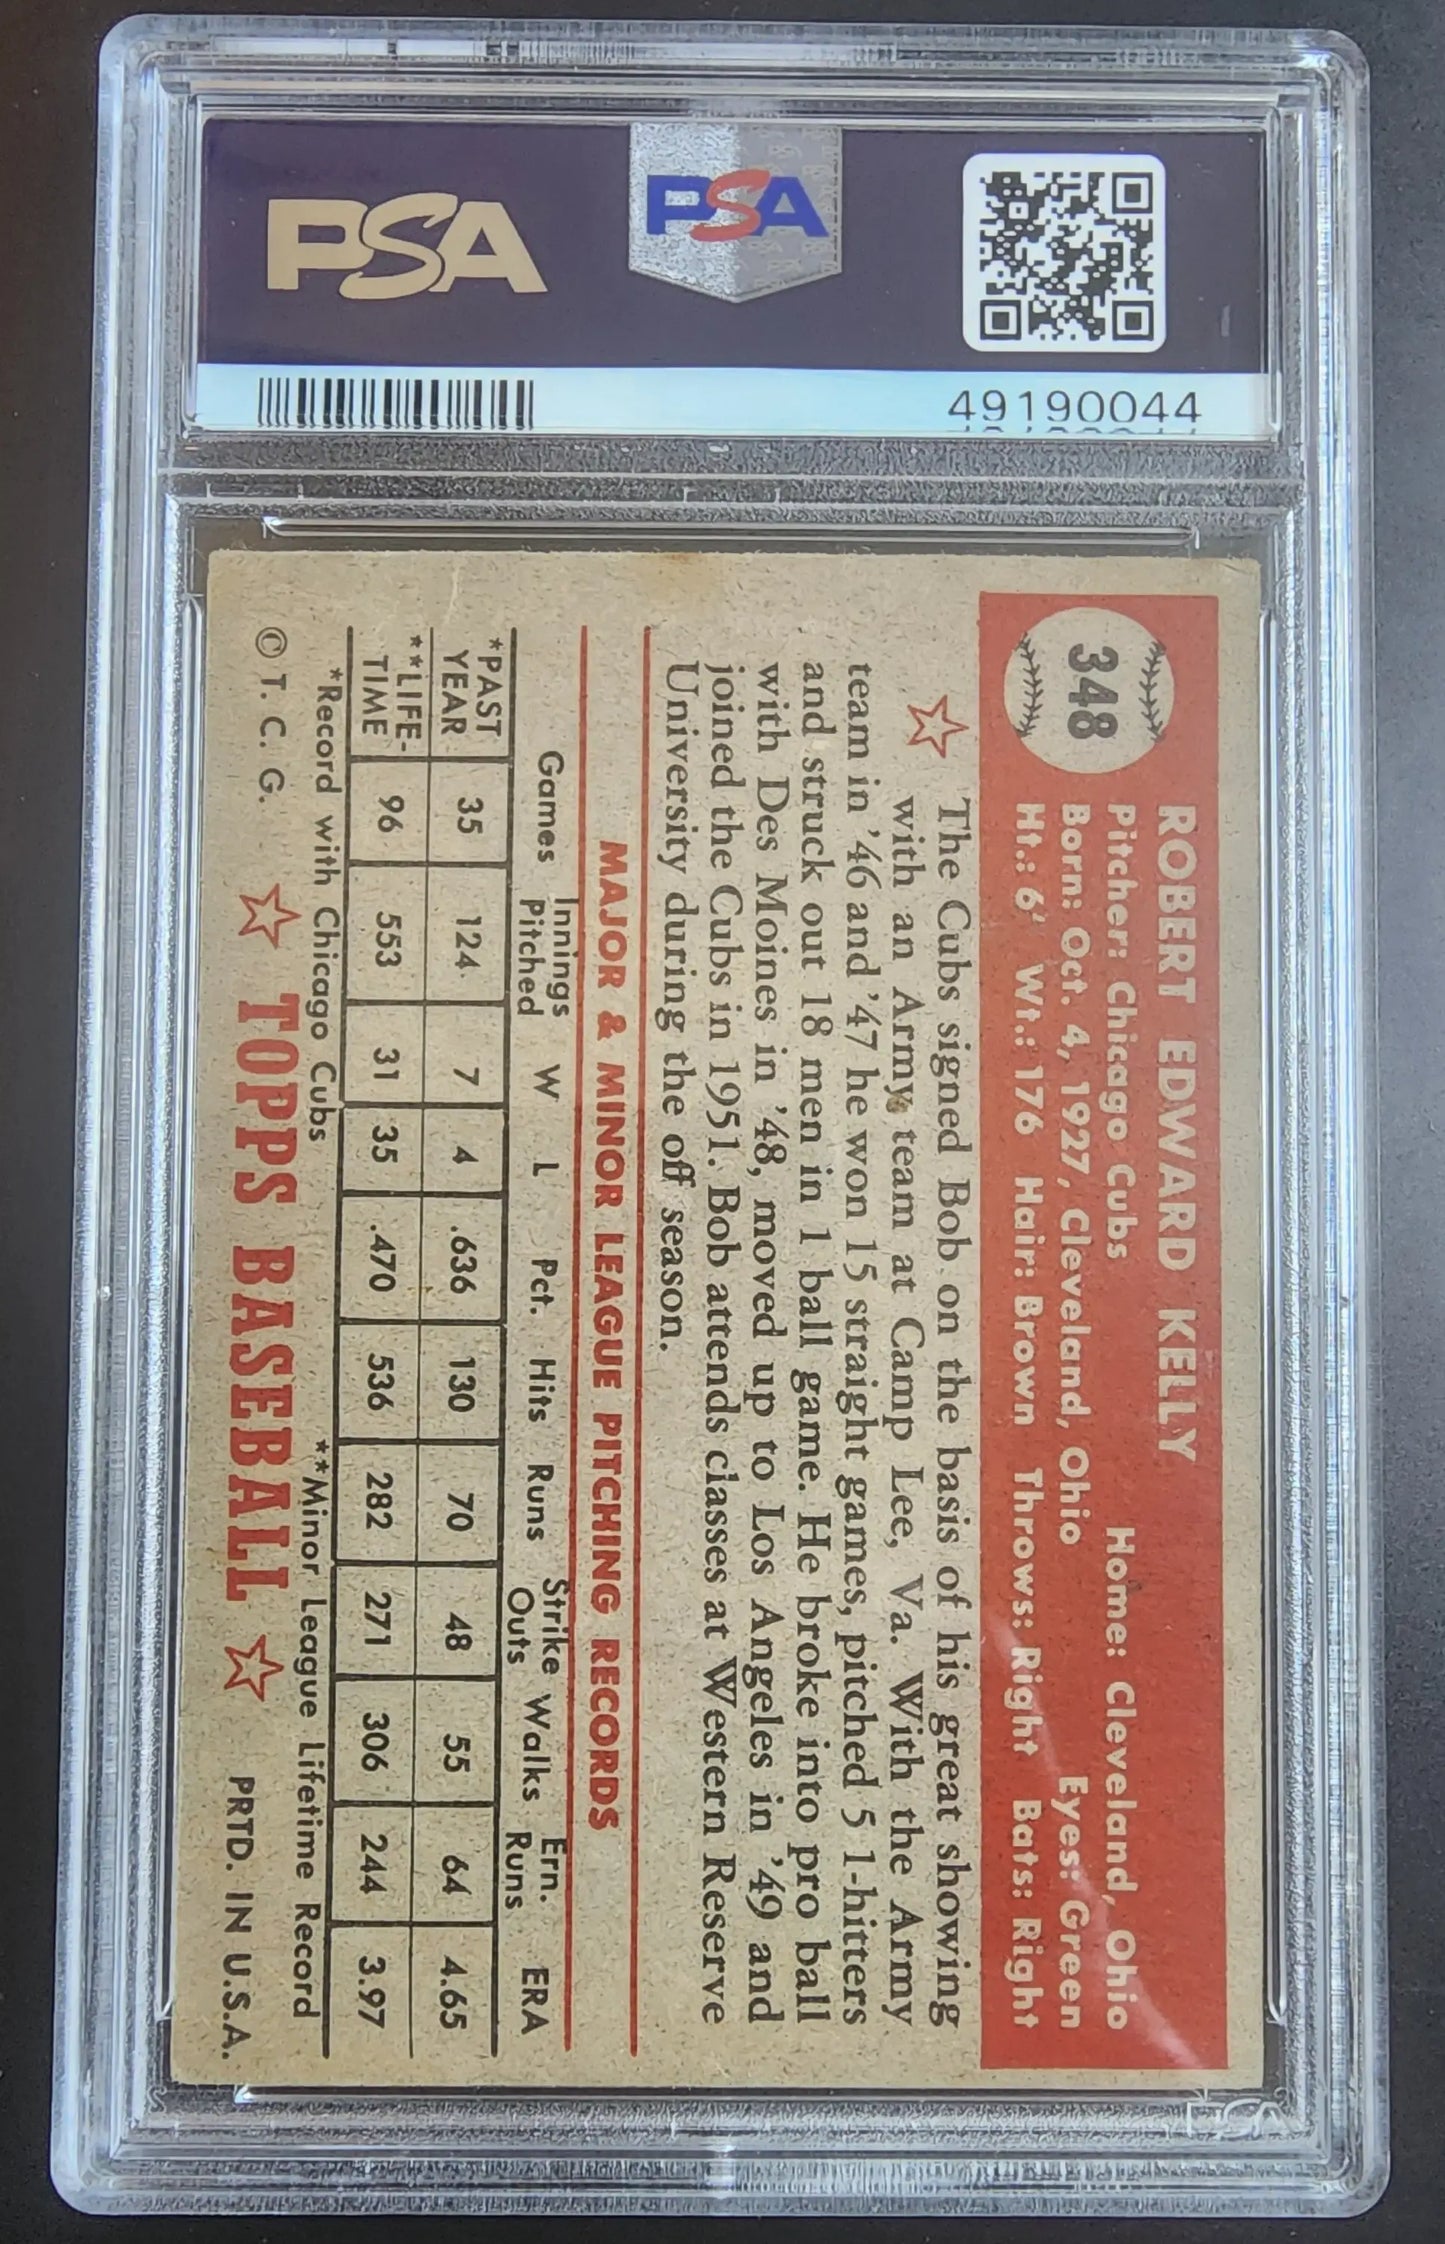 PSA
PSA
49190044
348
ROBERT EDWARD KELLY
Pitcher: Chicago Cubs Home: Cleveland, Ohio
Born: Oct. 4, 1927, Cleveland, Ohio Eyes: Green
Ht.: 6' Wt.: 176 Hair: Brown Throws: Right Bats: Right
The Cubs signed Bob on the basis of his great showing
with an Army team at Camp Lee, Va. With the Army
team in '46 and '47 he won 15 straight games, pitched 5 1-hitters
and struck out 18 men in 1 ball game. He broke into pro ball
with Des Moines in '48, moved up to Los Angeles in '49 and
joined the Cubs in 1951. Bob attends classes at Western Reserve
University during the off season.
MAJOR & MINOR LEAGUE PITCHING RECORDS
Games Innings Pitched W L Pct. Hits Runs Strike Outs Walks Ern. Runs ERA
*PAST YEAR 35 124 7 4 .636 130 70 48 55 64 4.65
**LIFE-TIME 96 553 31 35 .470 536 282 271 306 244 3.97
*Record with Chicago Cubs **Minor League Lifetime Record
© T. C. G. TOPPS BASEBALL PRTD. IN U.S.A.